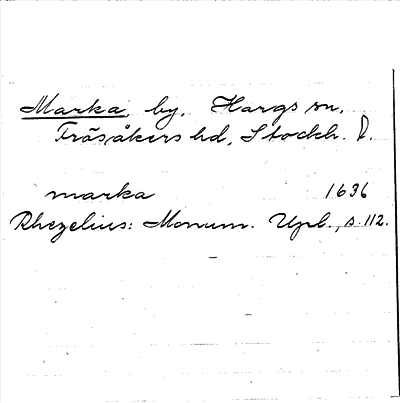 Marka, by, Hargs sn,
Frösåkers hd, Stockh. l.
marka 1636
Rhezelius: Monum. Upl., s. 112.